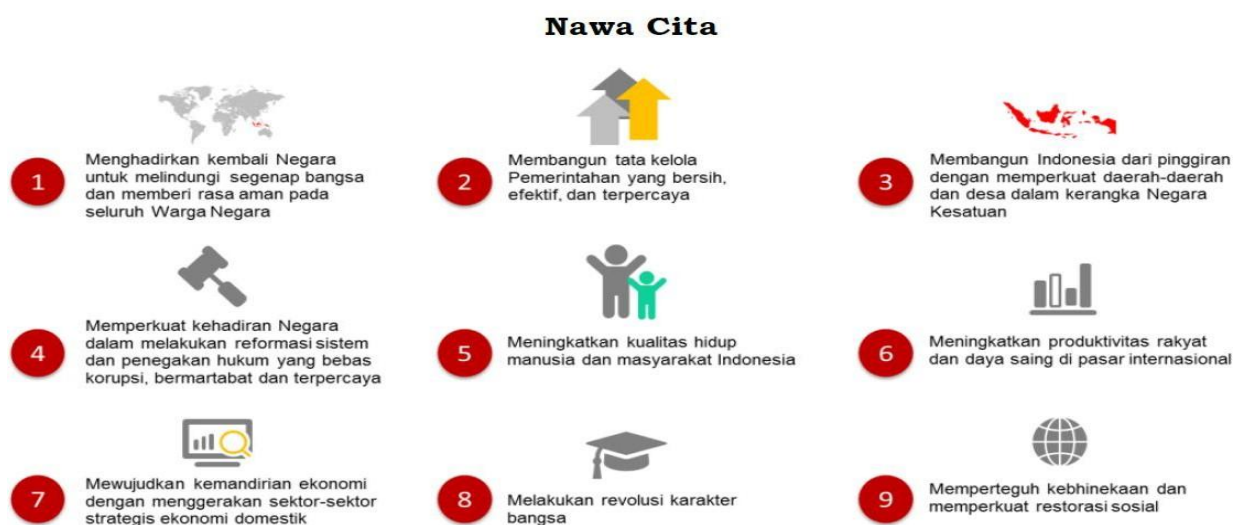 Nawa Cita
1
Menghadirkan kembali Negara
untuk melindungi segenap bangsa
dan memberi rasa aman pada
seluruh Warga Negara
2
Membangun tata kelola
Pemerintahan yang bersih,
efektif, dan terpercaya
3
Membangun Indonesia dari pinggiran
dengan memperkuat daerah-daerah
dan desa dalam kerangka Negara
Kesatuan
4
Memperkuat kehadiran Negara
dalam melakukan reformasi sistem
dan penegakan hukum yang bebas
korupsi, bermartabat dan terpercaya
5
Meningkatkan kualitas hidup
manusia dan masyarakat Indonesia
6
Meningkatkan produktivitas rakyat
dan daya saing di pasar internasional
7
Mewujudkan kemandirian ekonomi
dengan menggerakan sektor-sektor
strategis ekonomi domestik
8
Melakukan revolusi karakter
bangsa
9
Memperteguh kebhinekaan dan
memperkuat restorasi sosial